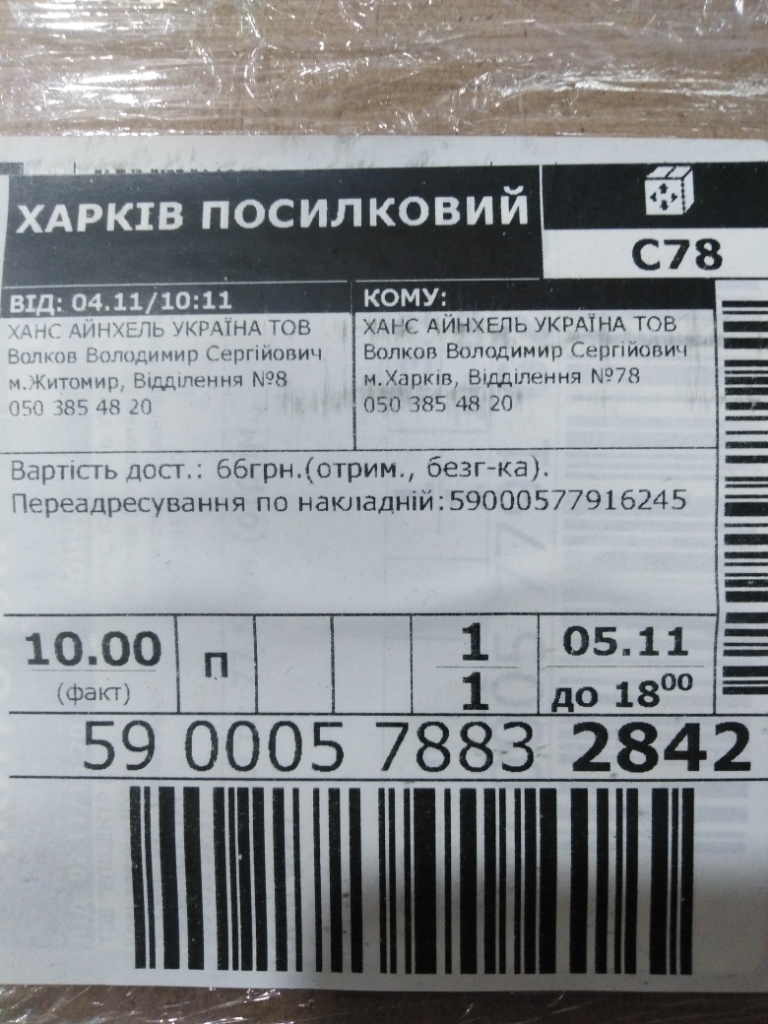 ХАРКІВ ПОСИЛКОВИЙ
С78
ВІД: 04.11/10:11
ХАНС АЙНХЕЛЬ УКРАЇНА ТОВ
Волков Володимир Сергійович
м.Житомир, Відділення №8
050 385 48 20
КОМУ:
ХАНС АЙНХЕЛЬ УКРАЇНА ТОВ
Волков Володимир Сергійович
м.Харків, Відділення №78
050 385 48 20
Вартість дост.: 66грн.(отрим., безг-ка).
Переадресування по накладній:59000577916245
10.00
(факт)
П
1
1
05.11
до 18⁰⁰
59 0005 7883 2842